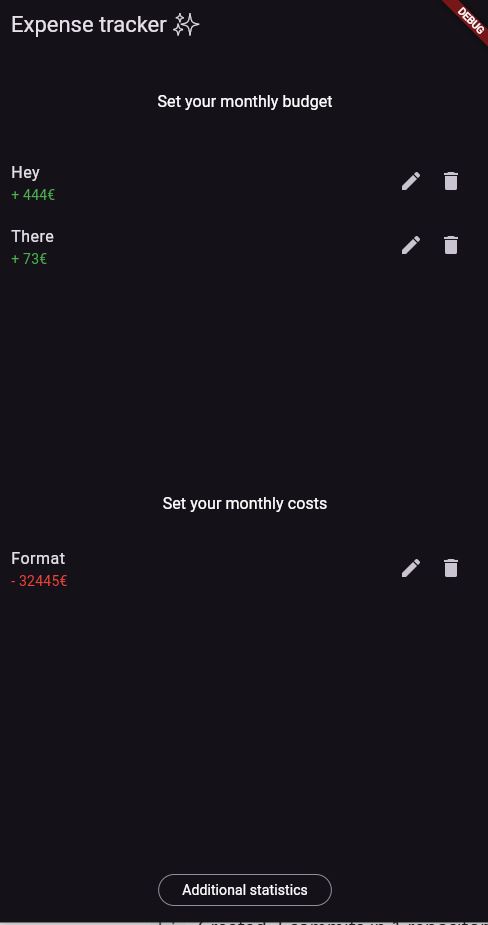 Expense tracker ✨
DEBUG
Set your monthly budget
Hey
+ 444€
There
+ 73€
Set your monthly costs
Format
- 32445€
Additional statistics